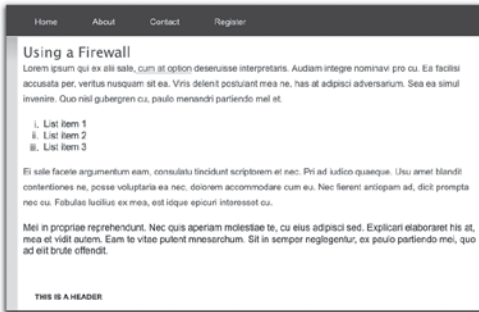 Home About Contact Register
Using a Firewall
Lorem ipsum qui ex alii sale, cum at option deseruisse interpretaris. Audiam integre nominavi pro cu. Ea facilisi
accusata per, veritus nusquam sit ea. Viris delenit postulant mea ne, has at adipisci adversarium. Sea ea simul
invenire. Quo nisl gubergren cu, paulo menandri partiendo mel et.
i. List item 1
ii. List item 2
iii. List item 3
Ei sale facete argumentum eam, consulatu tincidunt scriptorem et nec. Pri ad iudico quaeque. Usu amet blandit
contentiones ne, posse voluptaria ea nec, dolorem accommodare cum eu. Nec fierent antiopam ad, dicit prompta
nec cu. Fabulas lucilius ex mea, est idque epicuri interesset cu.
Mei in propriae reprehendunt. Nec quis aperiam molestiae te, cu eius adipisci sed. Explicari elaboraret his at,
mea et vidit autem. Eam te vitae putent mnesarchum. Sit in semper neglegentur, ex paulo partiendo mei, quo
ad elit brute offendit.
THIS IS A HEADER